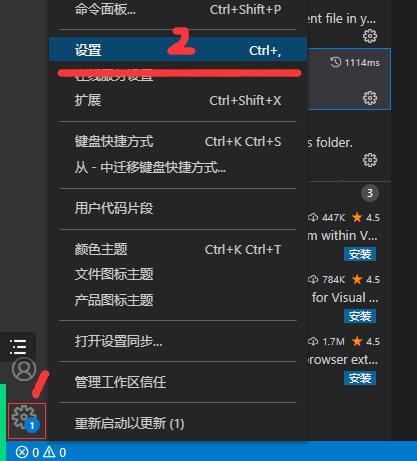 命令面板...
Ctrl+Shift+P
设置
Ctrl+,
2
在线服务设置
扩展
Ctrl+Shift+X
键盘快捷方式
Ctrl+K Ctrl+S
从 - 中迁移键盘快捷方式...
用户代码片段
颜色主题
Ctrl+K Ctrl+T
文件图标主题
产品图标主题
打开设置同步...
管理工作区信任
重新启动以更新 (1)
1
0
0
ent file in y...
1114ms
s folder.
3
447K
4.5
m within V...
安装
784K
4.5
for Visual ...
安装
1.7M
4.5
rowser ext...
安装